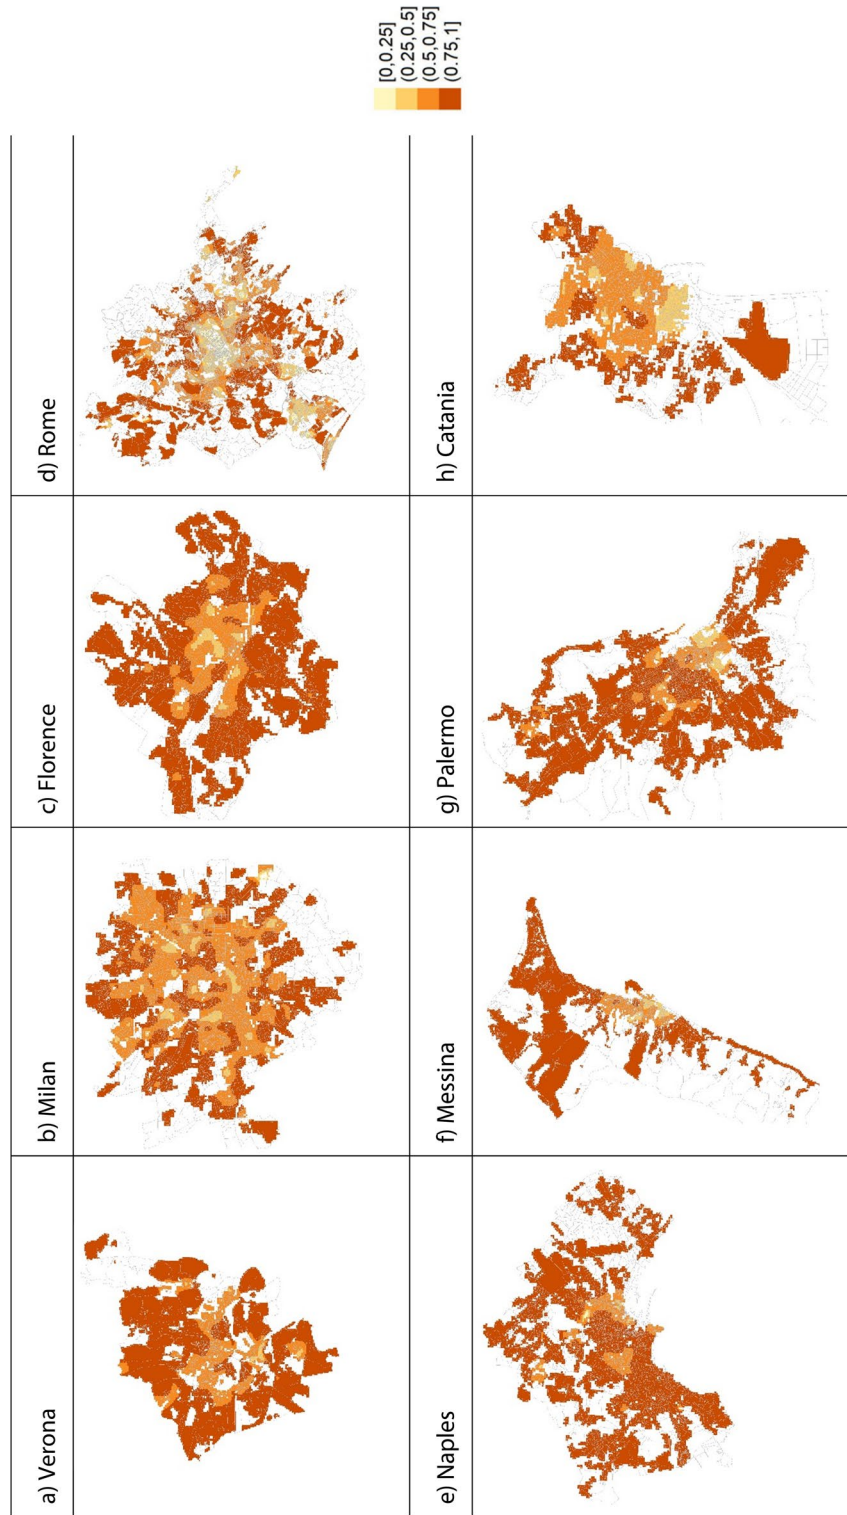 a) Verona
b) Milan
c) Florence
d) Rome
e) Naples
f) Messina
g) Palermo
h) Catania
[0,0.25]
(0.25,0.5]
(0.5,0.75]
(0.75,1]